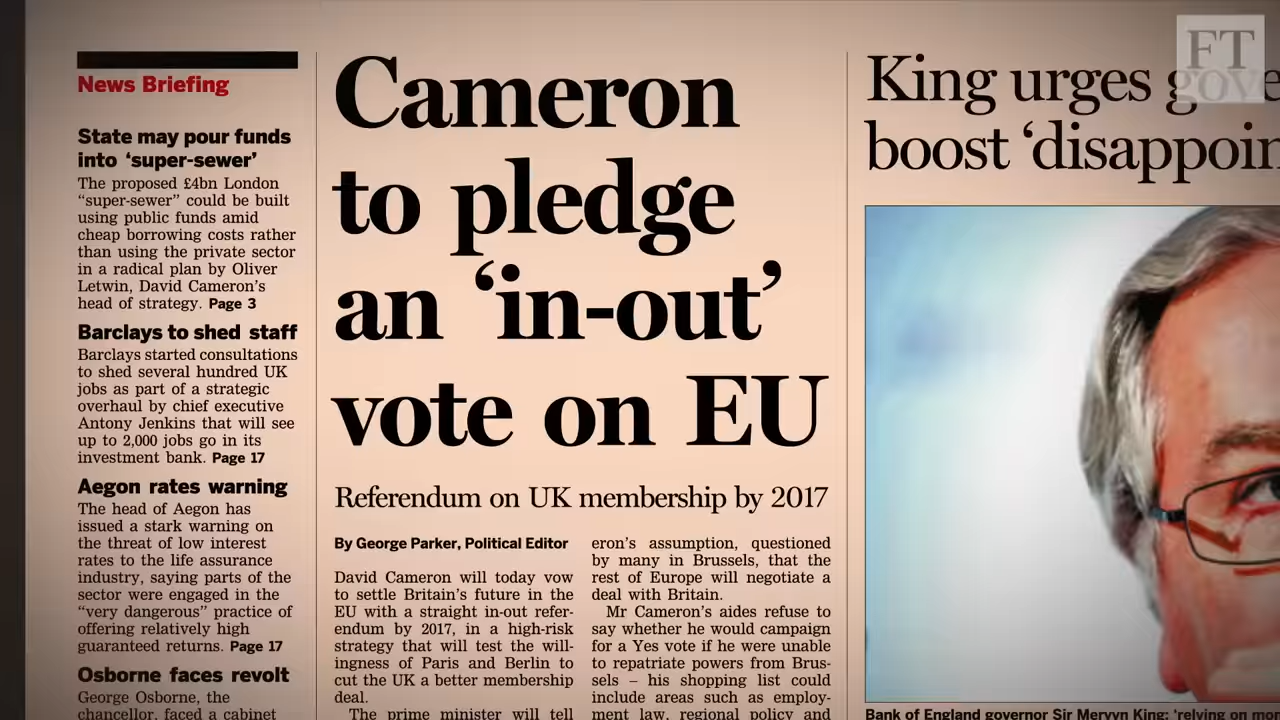 News Briefing
State may pour funds
into ‘super-sewer’
The proposed £4bn London
“super-sewer” could be built
using public funds amid
cheap borrowing costs rather
than using the private sector
in a radical plan by Oliver
Letwin, David Cameron’s
head of strategy. Page 3
Barclays to shed staff
Barclays started consultations
to shed several hundred UK
jobs as part of a strategic
overhaul by chief executive
Antony Jenkins that will see
up to 2,000 jobs go in its
investment bank. Page 17
Aegon rates warning
The head of Aegon has
issued a stark warning on
the threat of low interest
rates to the life assurance
industry, saying parts of the
sector were engaged in the
“very dangerous” practice of
offering relatively high
guaranteed returns. Page 17
Osborne faces revolt
George Osborne, the
chancellor, faced a cabinet
Cameron
to pledge
an ‘in-out’
vote on EU
Referendum on UK membership by 2017
By George Parker, Political Editor
David Cameron will today vow
to settle Britain’s future in the
EU with a straight in-out refer-
endum by 2017, in a high-risk
strategy that will test the will-
ingness of Paris and Berlin to
cut the UK a better membership
deal.
The prime minister will tell
eron’s assumption, questioned
by many in Brussels, that the
rest of Europe will negotiate a
deal with Britain.
Mr Cameron’s aides refuse to
say whether he would campaign
for a Yes vote if he were unable
to repatriate powers from Brus-
sels – his shopping list could
include areas such as employ-
ment law, regional policy and
King urges gove
boost ‘disappoin
Bank of England governor Sir Mervyn King: ‘relying on mor
FT